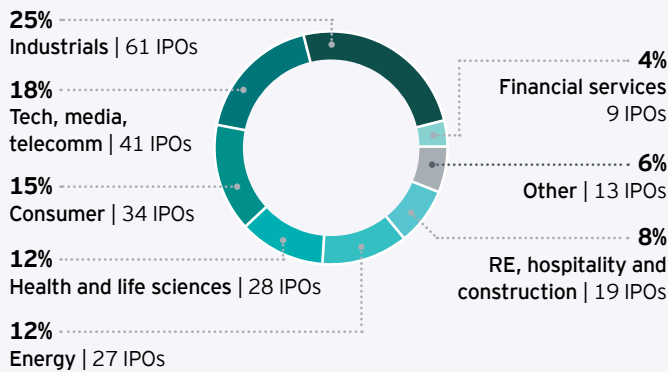 25%
Industrials | 61 IPOs
18%
Tech, media,
telecomm | 41 IPOs
15%
Consumer | 34 IPOs
12%
Health and life sciences | 28 IPOs
12%
Energy | 27 IPOs
4%
Financial services
9 IPOs
6%
Other | 13 IPOs
8%
RE, hospitality and
construction | 19 IPOs